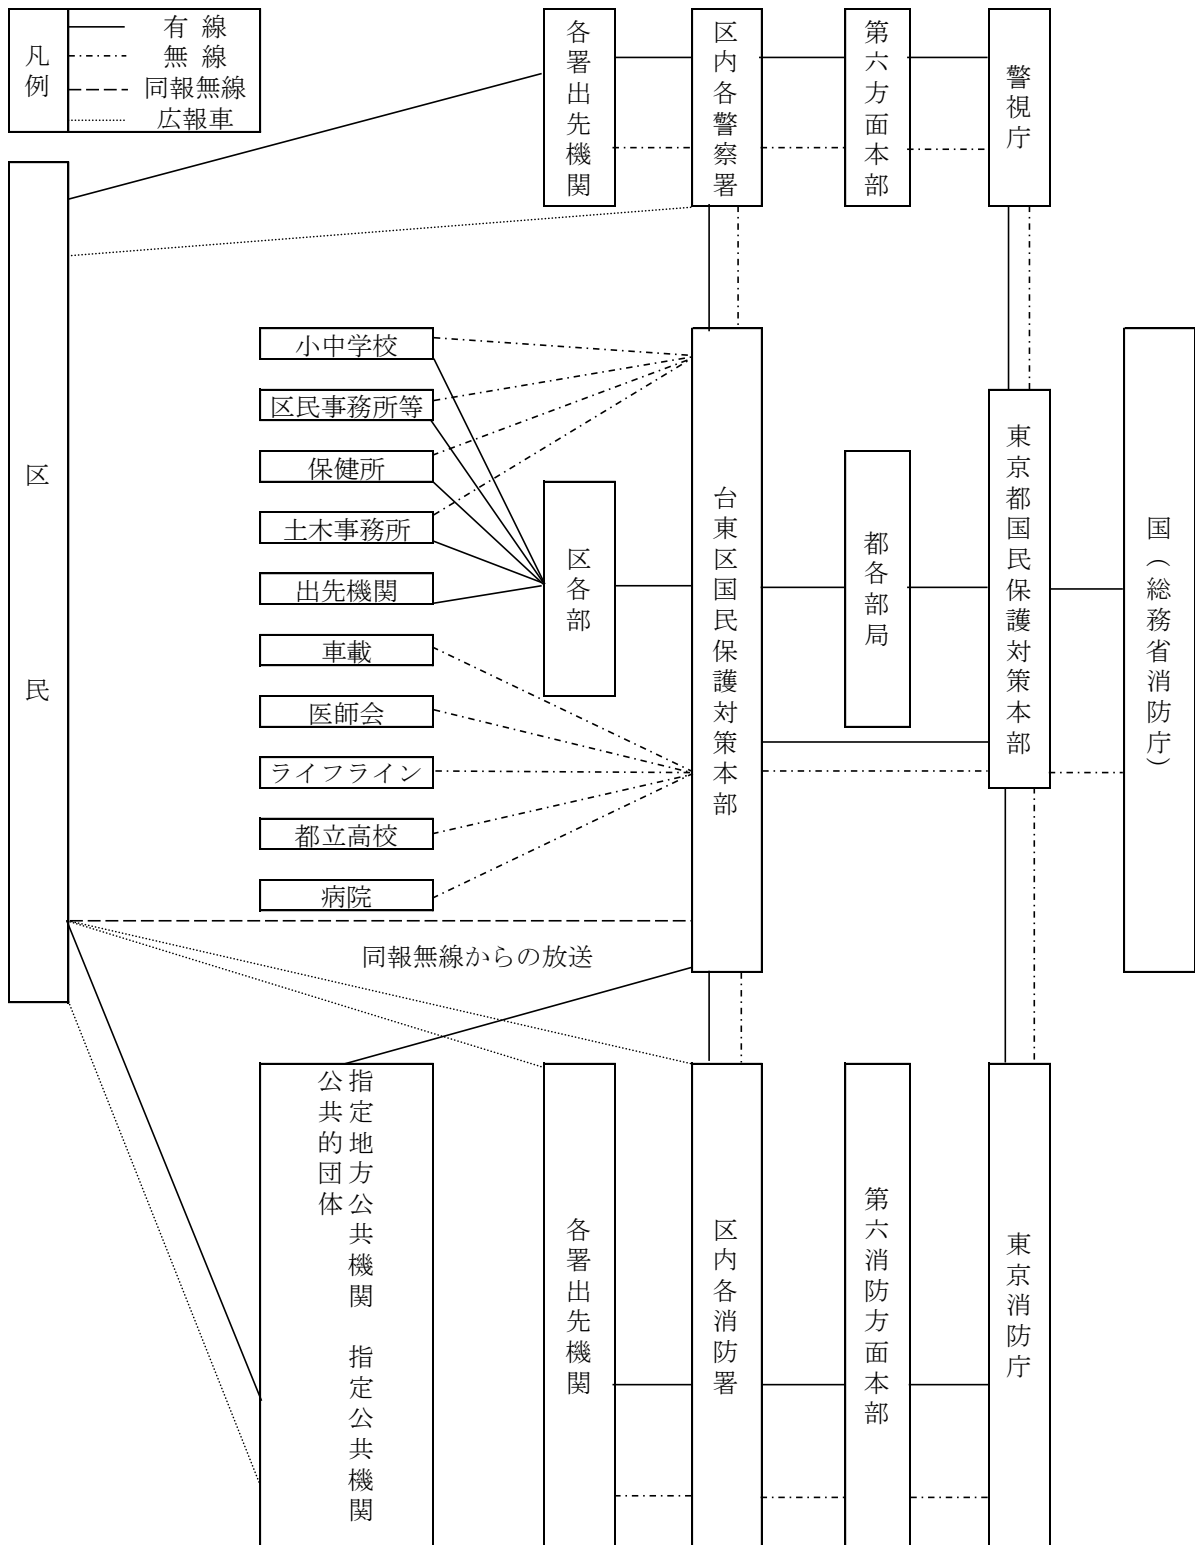 凡例
有線
無線
同報無線
広報車
各署出先機関
区内各警察署
第六方面本部
警視庁
区民
小中学校
区民事務所等
保健所
土木事務所
出先機関
車載
医師会
ライフライン
都立高校
病院
区各部
台東区国民保護対策本部
都各部局
東京都国民保護対策本部
国（総務省消防庁）
同報無線からの放送
指定地方公共機関　指定公共機関
公共的団体
各署出先機関
区内各消防署
第六消防方面本部
東京消防庁